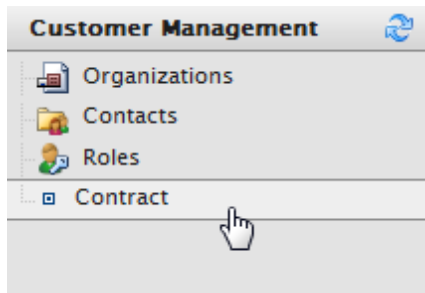 Customer Management
Organizations
Contacts
Roles
Contract